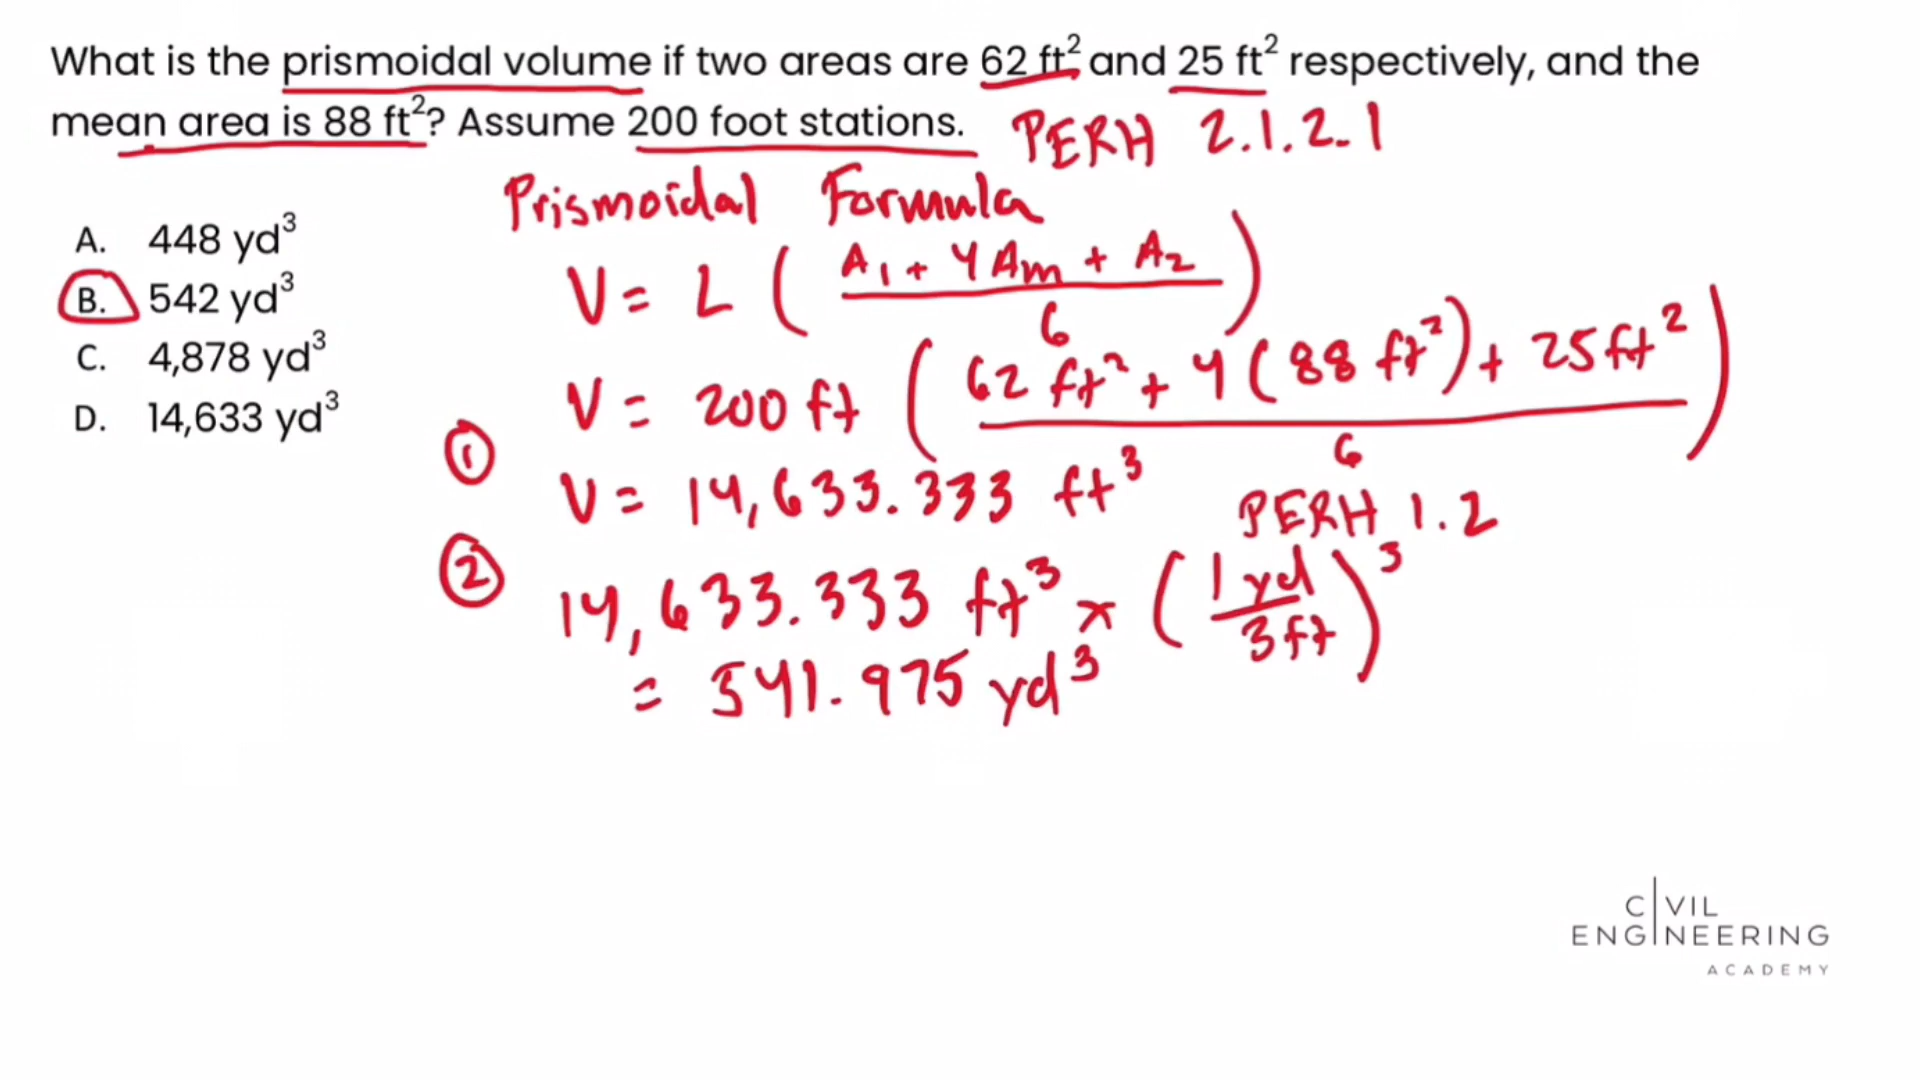 What is the prismoidal volume if two areas are 62 ft² and 25 ft² respectively, and the
mean area is 88 ft²? Assume 200 foot stations.
PERH 2.1.2.1
A. 448 yd³
B. 542 yd³
C. 4,878 yd³
D. 14,633 yd³
Prismoidal Formula
V = L ( A₁ + 4Am + A₂ / 6 )
① V = 200 ft ( 62 ft² + 4 ( 88 ft² ) + 25 ft² / 6 )
V = 14,633.333 ft³
PERH 1.2
② 14,633.333 ft³ × ( 1 yd / 3 ft )³
= 541.975 yd³
CIVIL
ENGINEERING
ACADEMY